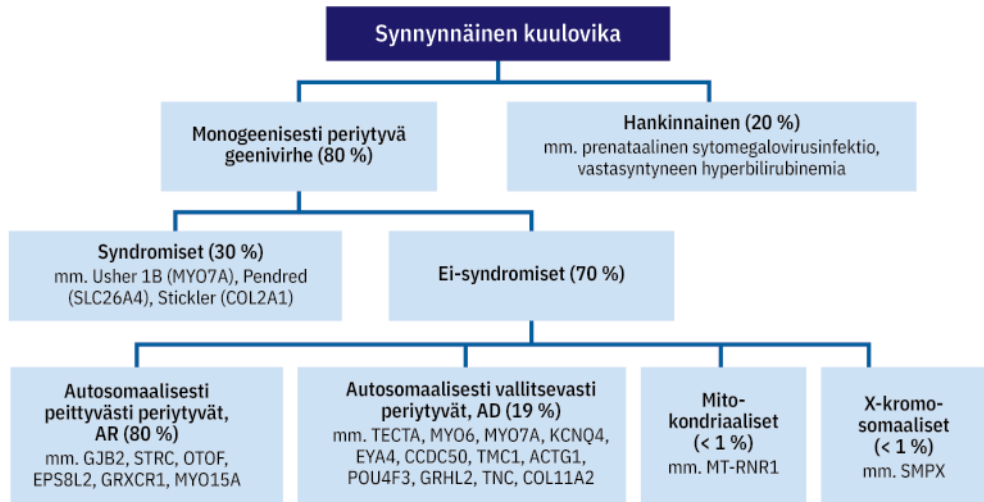 Synnynnäinen kuulovika
Monogeenisesti periytyvä
geenivirhe (80 %)
Hankinnainen (20 %)
mm. prenataalinen sytomegalovirusinfektio,
vastasyntyneen hyperbilirubinemia
Syndromiset (30 %)
mm. Usher 1B (MYO7A), Pendred
(SLC26A4), Stickler (COL2A1)
Ei-syndromiset (70 %)
Autosomaalisesti
peittyvästi periytyvät,
AR (80 %)
mm. GJB2, STRC, OTOF,
EPS8L2, GRXCR1, MYO15A
Autosomaalisesti vallitsevasti
periytyvät, AD (19 %)
mm. TECTA, MYO6, MYO7A, KCNQ4,
EYA4, CCDC50, TMC1, ACTG1,
POU4F3, GRHL2, TNC, COL11A2
Mito-
kondriaaliset
(< 1 %)
mm. MT-RNR1
X-kromo-
somaaliset
(< 1 %)
mm. SMPX